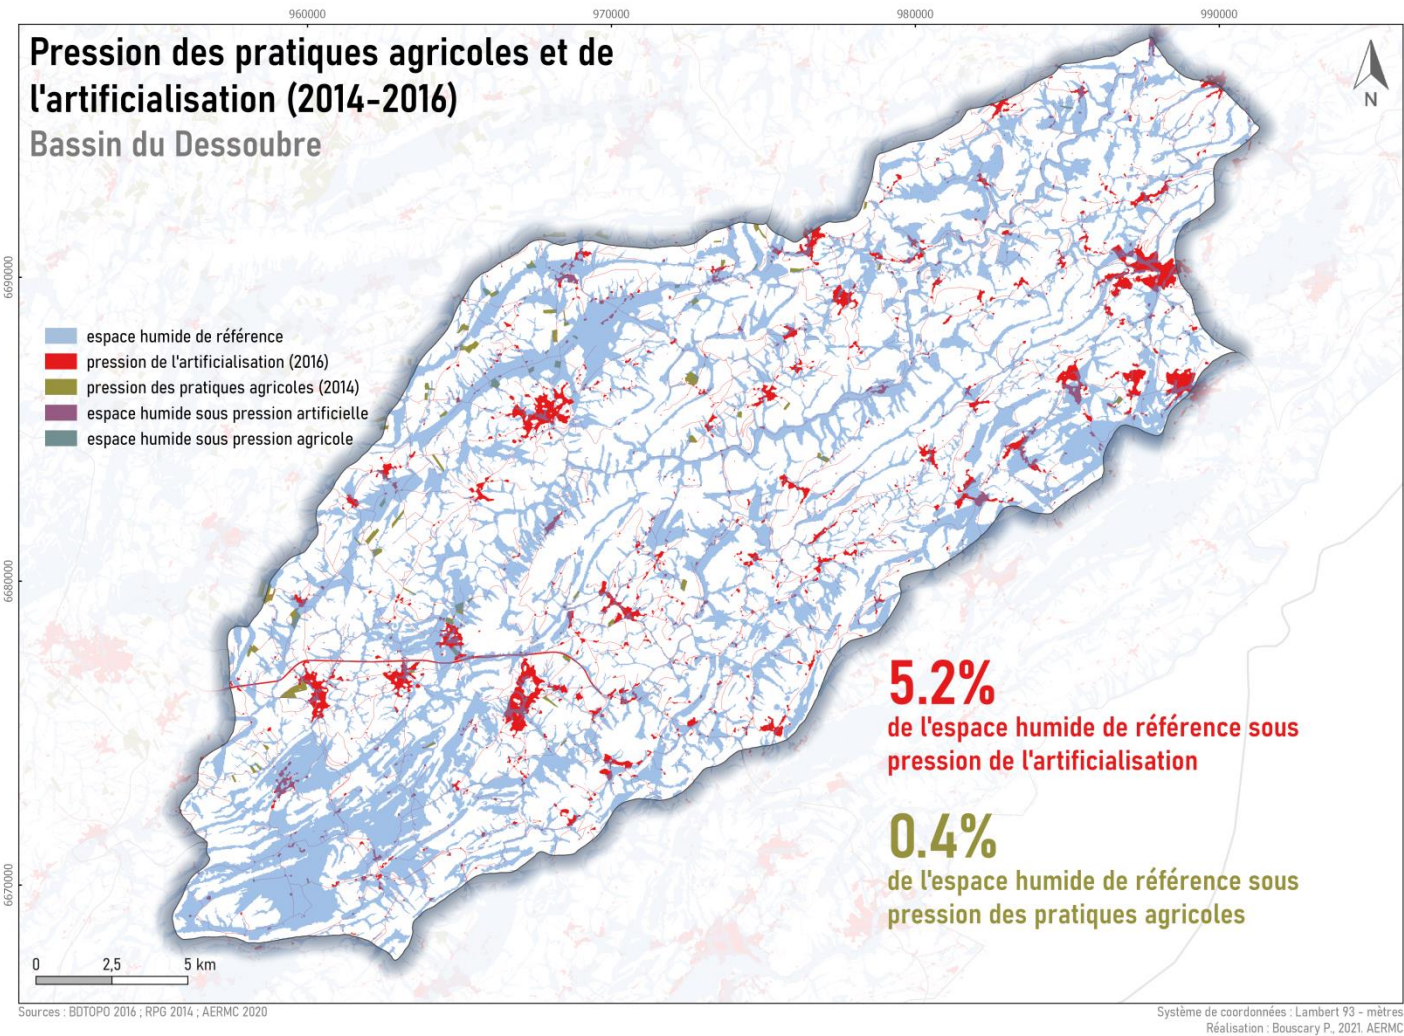 960000
970000
980000
990000
Pression des pratiques agricoles et de
l'artificialisation (2014-2016)
Bassin du Dessoubre
N
6690000
6680000
6670000
espace humide de référence
pression de l'artificialisation (2016)
pression des pratiques agricoles (2014)
espace humide sous pression artificielle
espace humide sous pression agricole
5.2%
de l'espace humide de référence sous
pression de l'artificialisation
0.4%
de l'espace humide de référence sous
pression des pratiques agricoles
0 2,5 5 km
Sources : BDTOPO 2016 ; RPG 2014 ; AERMC 2020
Système de coordonnées : Lambert 93 - mètres
Réalisation : Bouscary P., 2021. AERMC